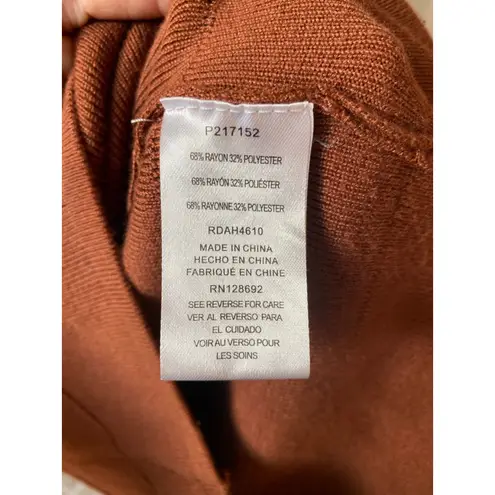 P217152
68% RAYON 32% POLYESTER
68% RAYÓN 32% POLIÉSTER
68% RAYONNE 32% POLYESTER
RDAH4610
MADE IN CHINA
HECHO EN CHINA
FABRIQUÉ EN CHINE
RN128692
SEE REVERSE FOR CARE
VER AL REVERSO PARA
EL CUIDADO
VOIR AU VERSO POUR
LES SOINS